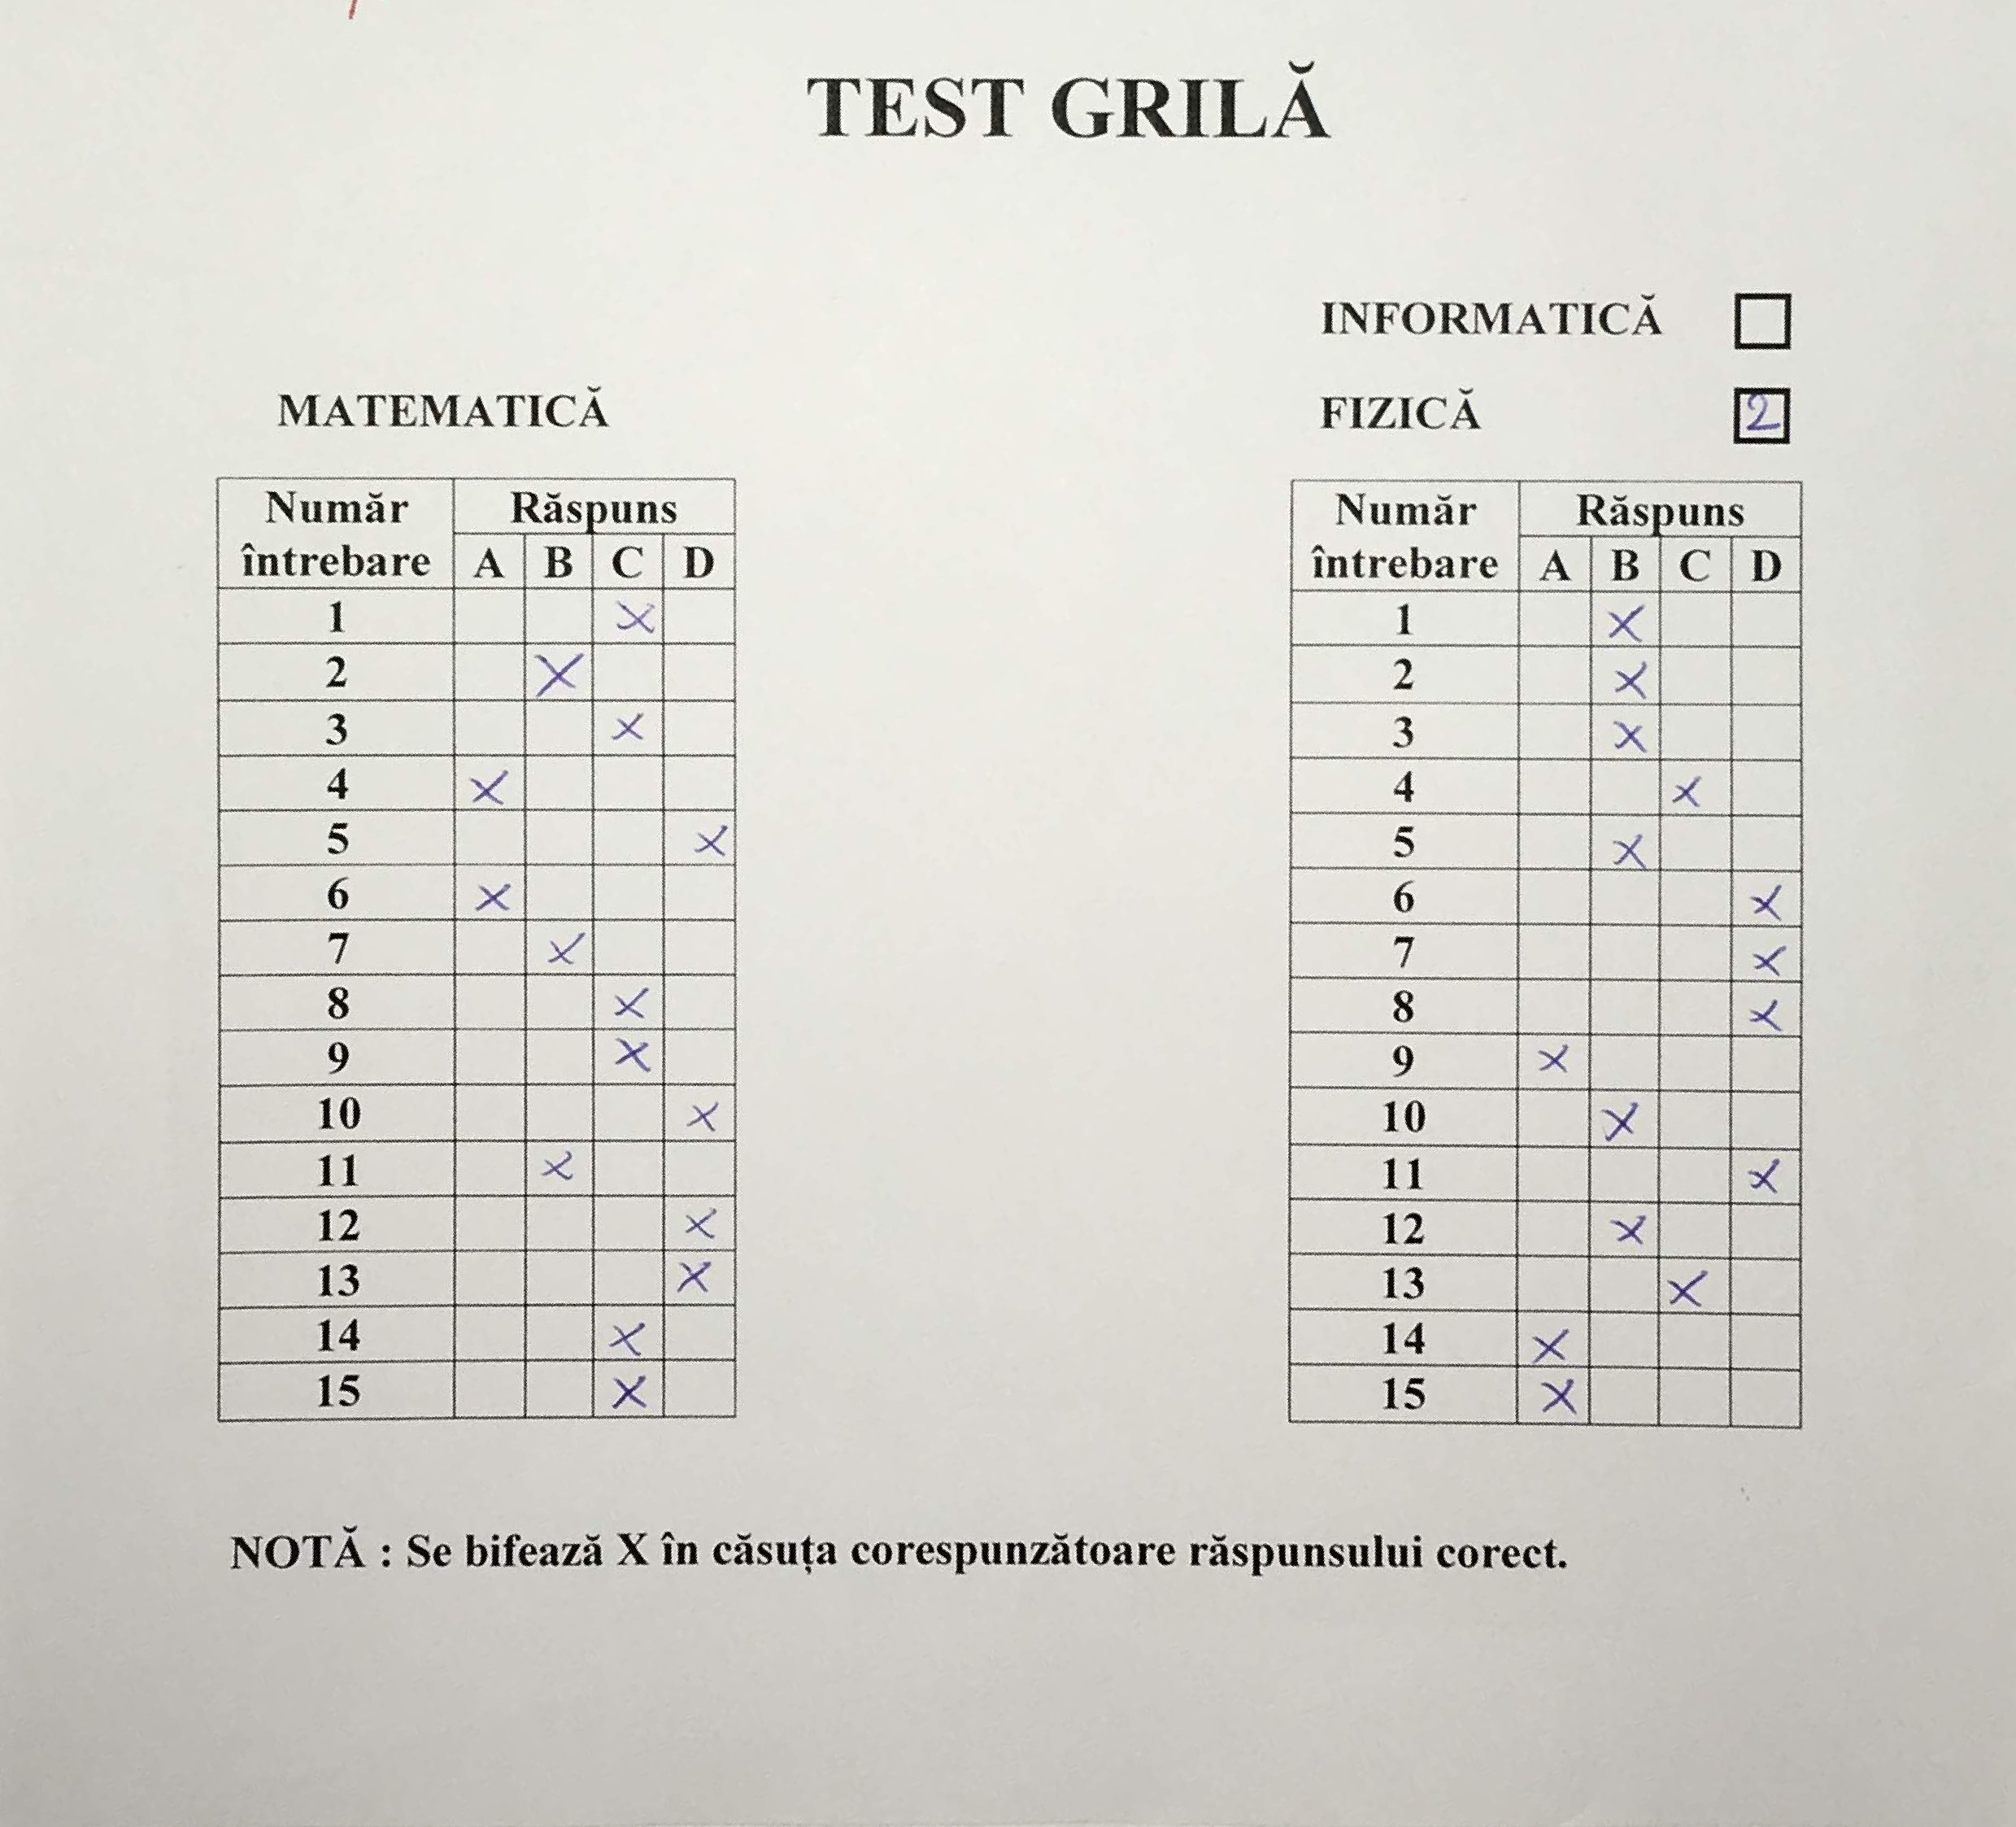 TEST GRILĂ
INFORMATICĂ
MATEMATICĂ
FIZICĂ 2
Număr Răspuns
întrebare A B C D
1 X
2 X
3 X
4 X
5 X
6 X
7 X
8 X
9 X
10 X
11 X
12 X
13 X
14 X
15 X
Număr Răspuns
întrebare A B C D
1 X
2 X
3 X
4 X
5 X
6 X
7 X
8 X
9 X
10 X
11 X
12 X
13 X
14 X
15 X
NOTĂ : Se bifează X în căsuța corespunzătoare răspunsului corect.